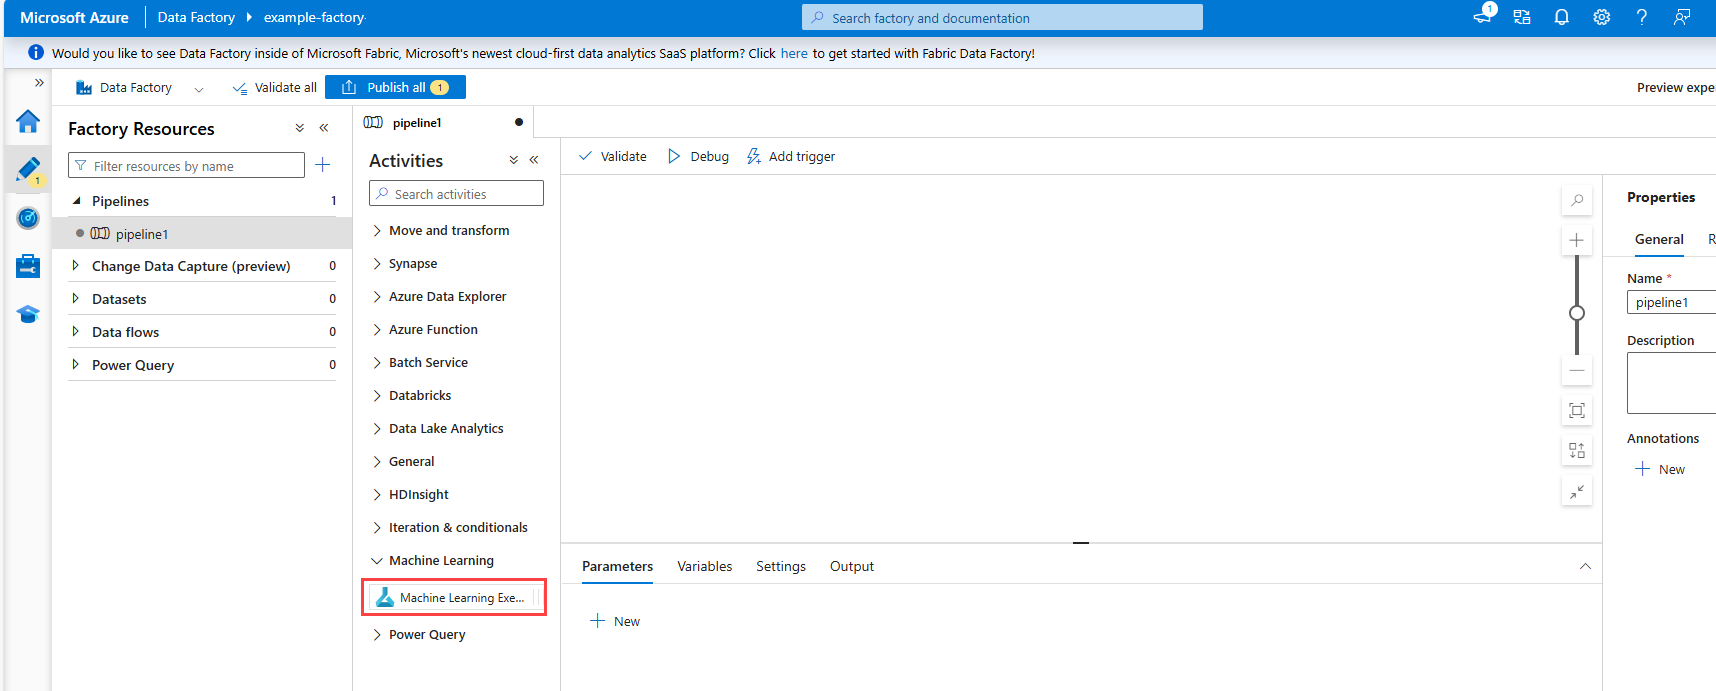 Microsoft Azure
Data Factory
example-factory
Search factory and documentation
1
Would you like to see Data Factory inside of Microsoft Fabric, Microsoft's newest cloud-first data analytics SaaS platform? Click here to get started with Fabric Data Factory!
Data Factory
Validate all
Publish all 1
Preview expe
1
Factory Resources
Filter resources by name
Pipelines 1
pipeline1
Change Data Capture (preview) 0
Datasets 0
Data flows 0
Power Query 0
pipeline1
Activities
Search activities
Move and transform
Synapse
Azure Data Explorer
Azure Function
Batch Service
Databricks
Data Lake Analytics
General
HDInsight
Iteration & conditionals
Machine Learning
Machine Learning Exe...
Power Query
Validate
Debug
Add trigger
Parameters
Variables
Settings
Output
New
Properties
General
R
Name *
pipeline1
Description
Annotations
New